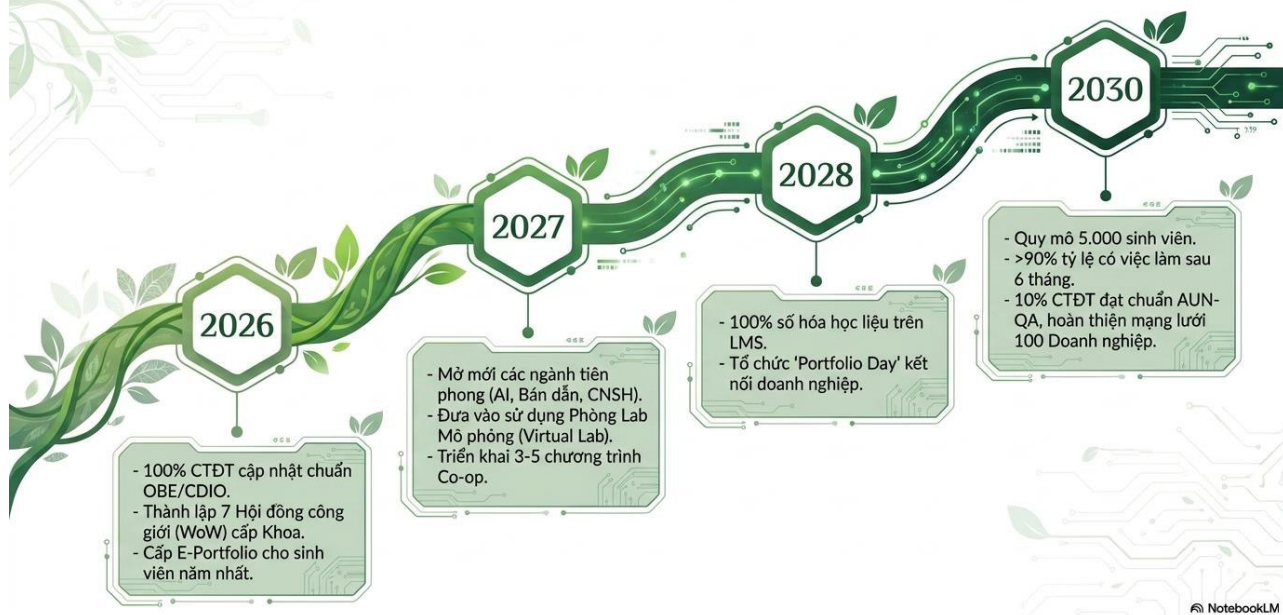 2026
- 100% CTĐT cập nhật chuẩn
OBE/CDIO.
- Thành lập 7 Hội đồng công
giới (WoW) cấp Khoa.
- Cấp E-Portfolio cho sinh
viên năm nhất.
2027
- Mở mới các ngành tiên
phong (AI, Bán dẫn, CNSH).
- Đưa vào sử dụng Phòng Lab
Mô phỏng (Virtual Lab).
- Triển khai 3-5 chương trình
Co-op.
2028
- 100% số hóa học liệu trên
LMS.
- Tổ chức 'Portfolio Day' kết
nối doanh nghiệp.
2030
- Quy mô 5.000 sinh viên.
- >90% tỷ lệ có việc làm sau
6 tháng.
- 10% CTĐT đạt chuẩn AUN-
QA, hoàn thiện mạng lưới
100 Doanh nghiệp.
NotebookLM